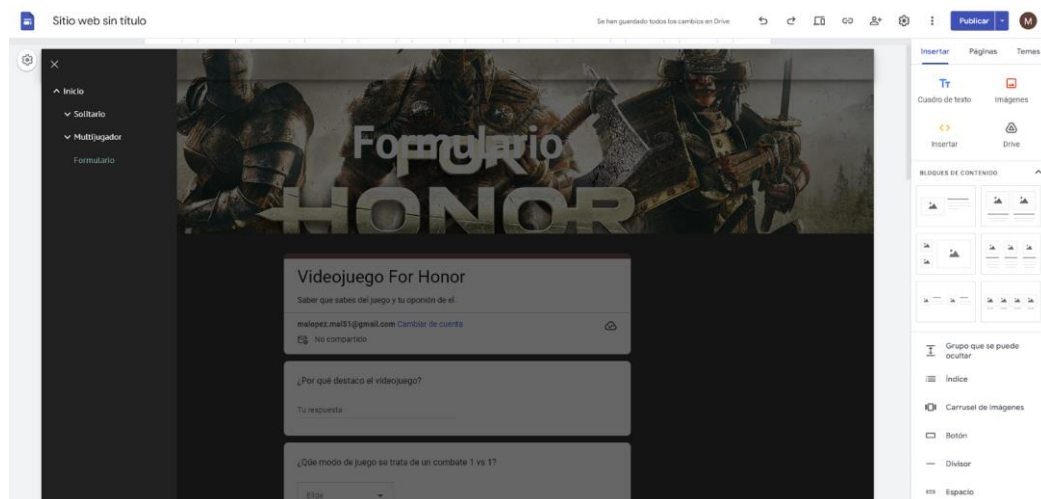 Sitio web sin título
Se han guardado todos los cambios en Drive
Publicar
M
Insertar Páginas Temas
Cuadro de texto Imágenes
Insertar Drive
BLOQUES DE CONTENIDO
Grupo que se puede
ocultar
Índice
Carrusel de imágenes
Botón
Divisor
Espacio
Inicio
Solitario
Multijugador
Formulario
Formulario
FOR
HONOR
Videojuego For Honor
Saber que sabes del juego y tu oponión de el.
malopez.mal51@gmail.com Cambiar de cuenta
No compartido
¿Por qué destaco el videojuego?
Tu respuesta
¿Qúe modo de juego se trata de un combate 1 vs 1?
Elige